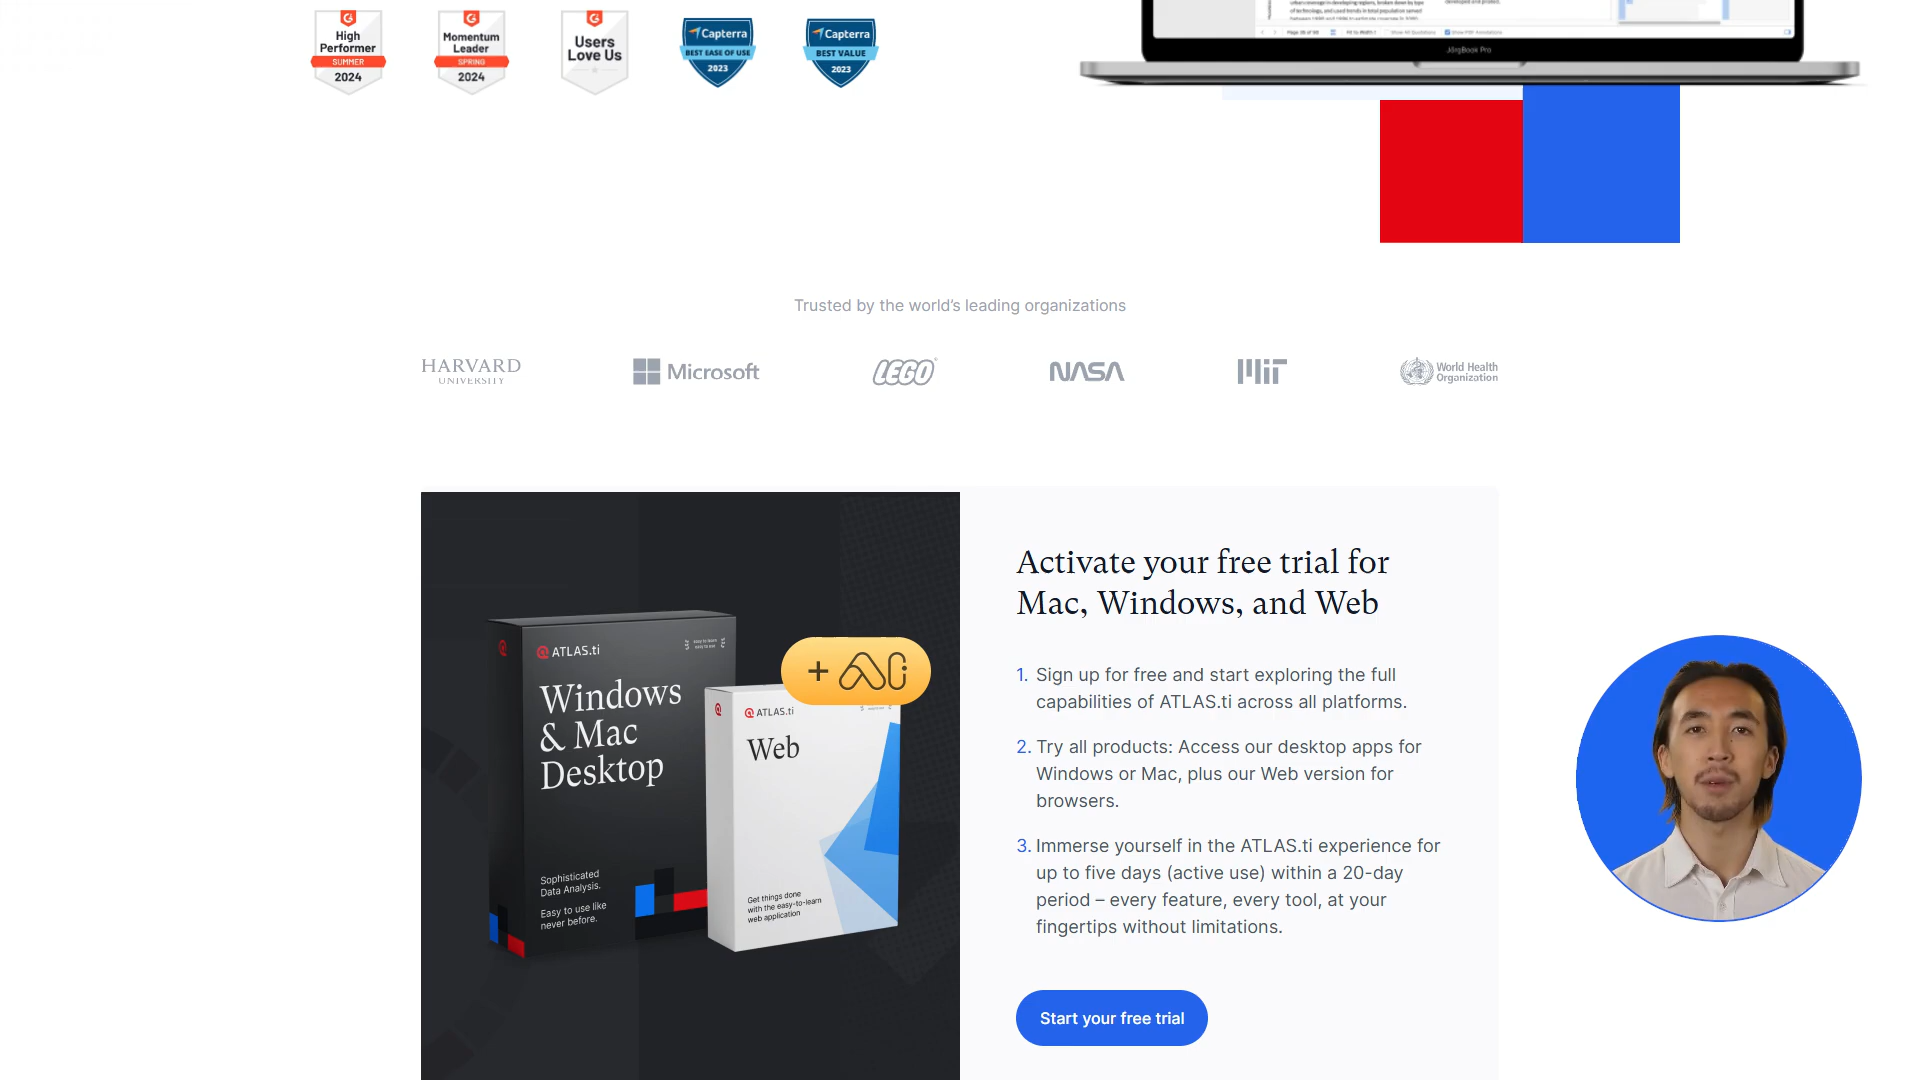 High
Performer
SUMMER
2024
Momentum
Leader
SPRING
2024
Users
Love Us
Capterra
BEST EASE OF USE
2023
Capterra
BEST VALUE
2023
JörgBook Pro
Trusted by the world’s leading organizations
HARVARD
UNIVERSITY
Microsoft
LEGO
NASA
MIT
World Health
Organization
ATLAS.ti
Windows
& Mac
Desktop
Sophisticated
Data Analysis.
Easy to use like
never before.
+ AI
ATLAS.ti
Web
Get things done
with the easy-to-learn
web application
Activate your free trial for
Mac, Windows, and Web
1. Sign up for free and start exploring the full
capabilities of ATLAS.ti across all platforms.
2. Try all products: Access our desktop apps for
Windows or Mac, plus our Web version for
browsers.
3. Immerse yourself in the ATLAS.ti experience for
up to five days (active use) within a 20-day
period – every feature, every tool, at your
fingertips without limitations.
Start your free trial